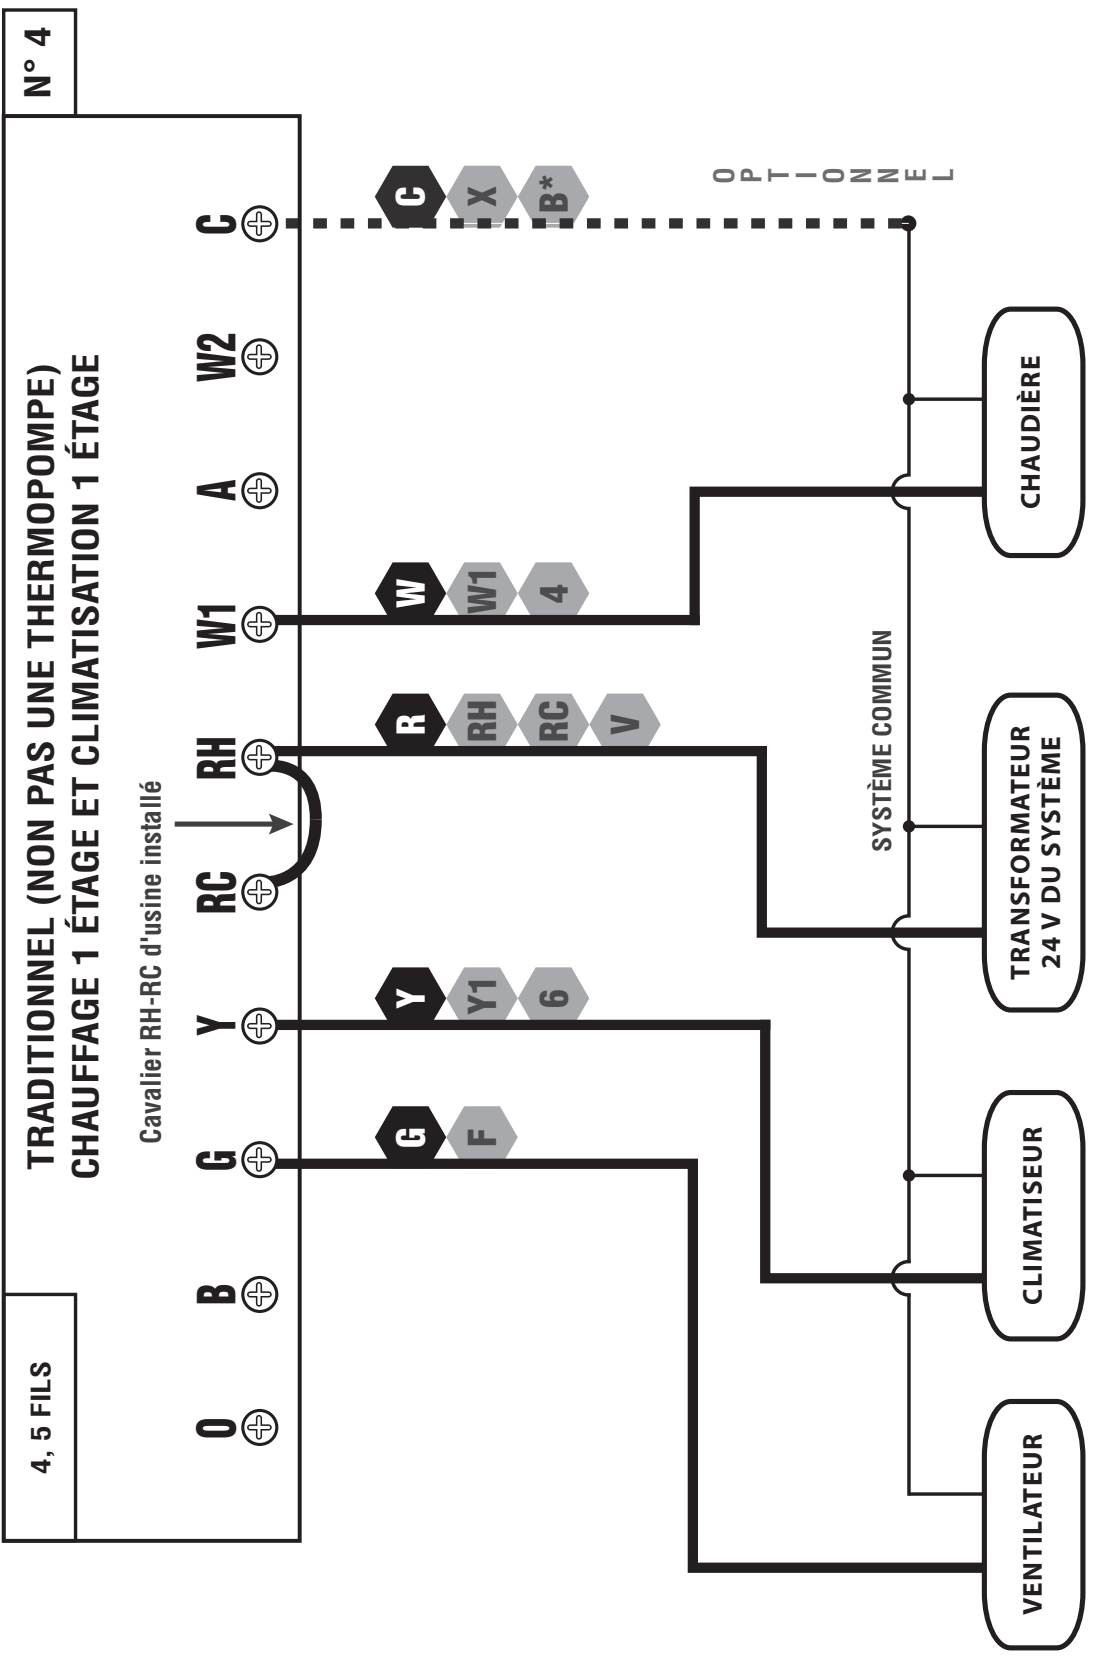 4, 5 FILS
TRADITIONNEL (NON PAS UNE THERMOPOMPE)
CHAUFFAGE 1 ÉTAGE ET CLIMATISATION 1 ÉTAGE
N° 4
Cavalier RH-RC d'usine installé
O
B
G
Y
RC
RH
W1
A
W2
C
G
F
Y
Y1
6
R
RH
RC
V
W
W1
4
C
X
B*
OPTIONNEL
SYSTÈME COMMUN
VENTILATEUR
CLIMATISEUR
TRANSFORMATEUR
24 V DU SYSTÈME
CHAUDIÈRE